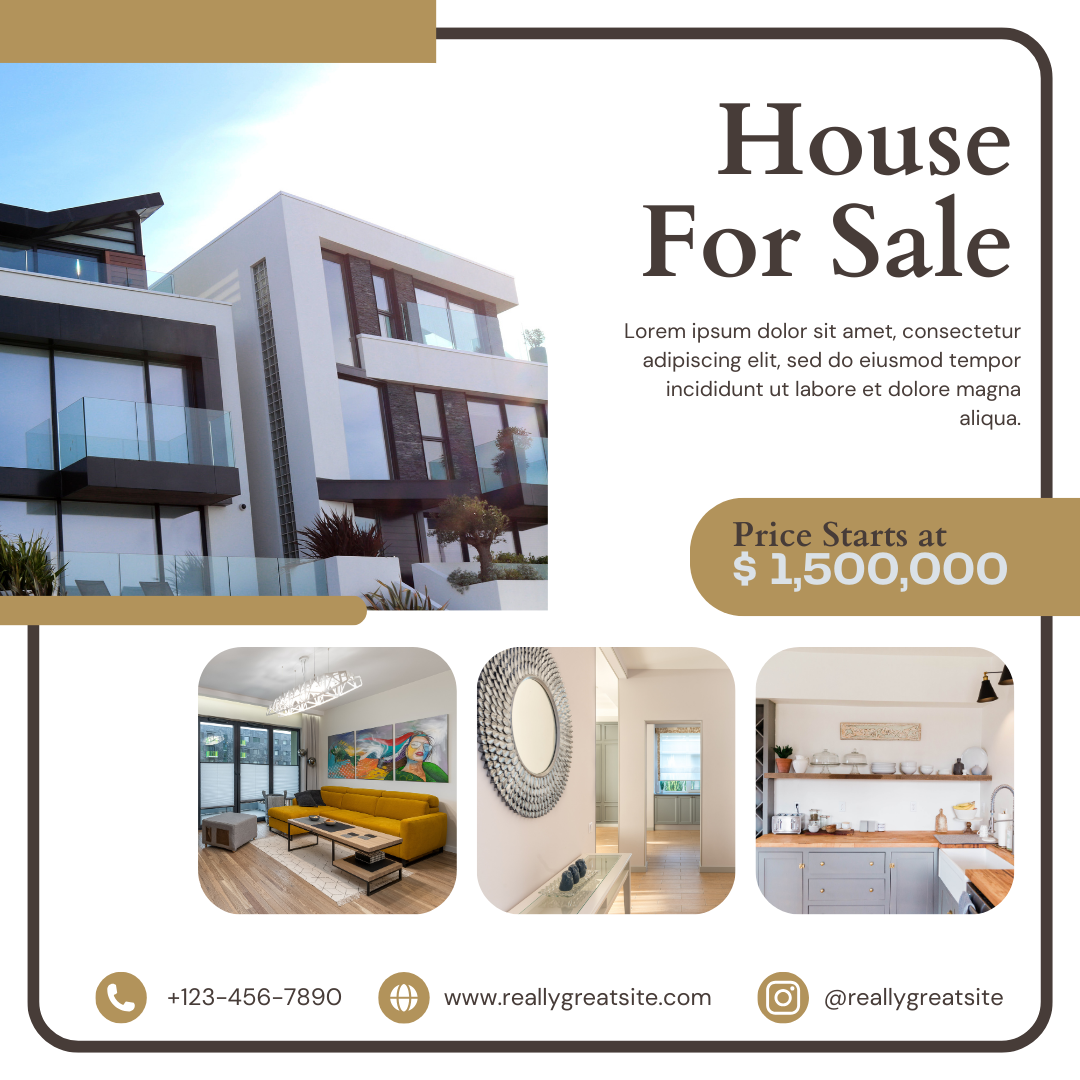 House
For Sale
Lorem ipsum dolor sit amet, consectetur
adipiscing elit, sed do eiusmod tempor
incididunt ut labore et dolore magna
aliqua.
Price Starts at
$ 1,500,000
+123-456-7890
www.reallygreatsite.com
@reallygreatsite